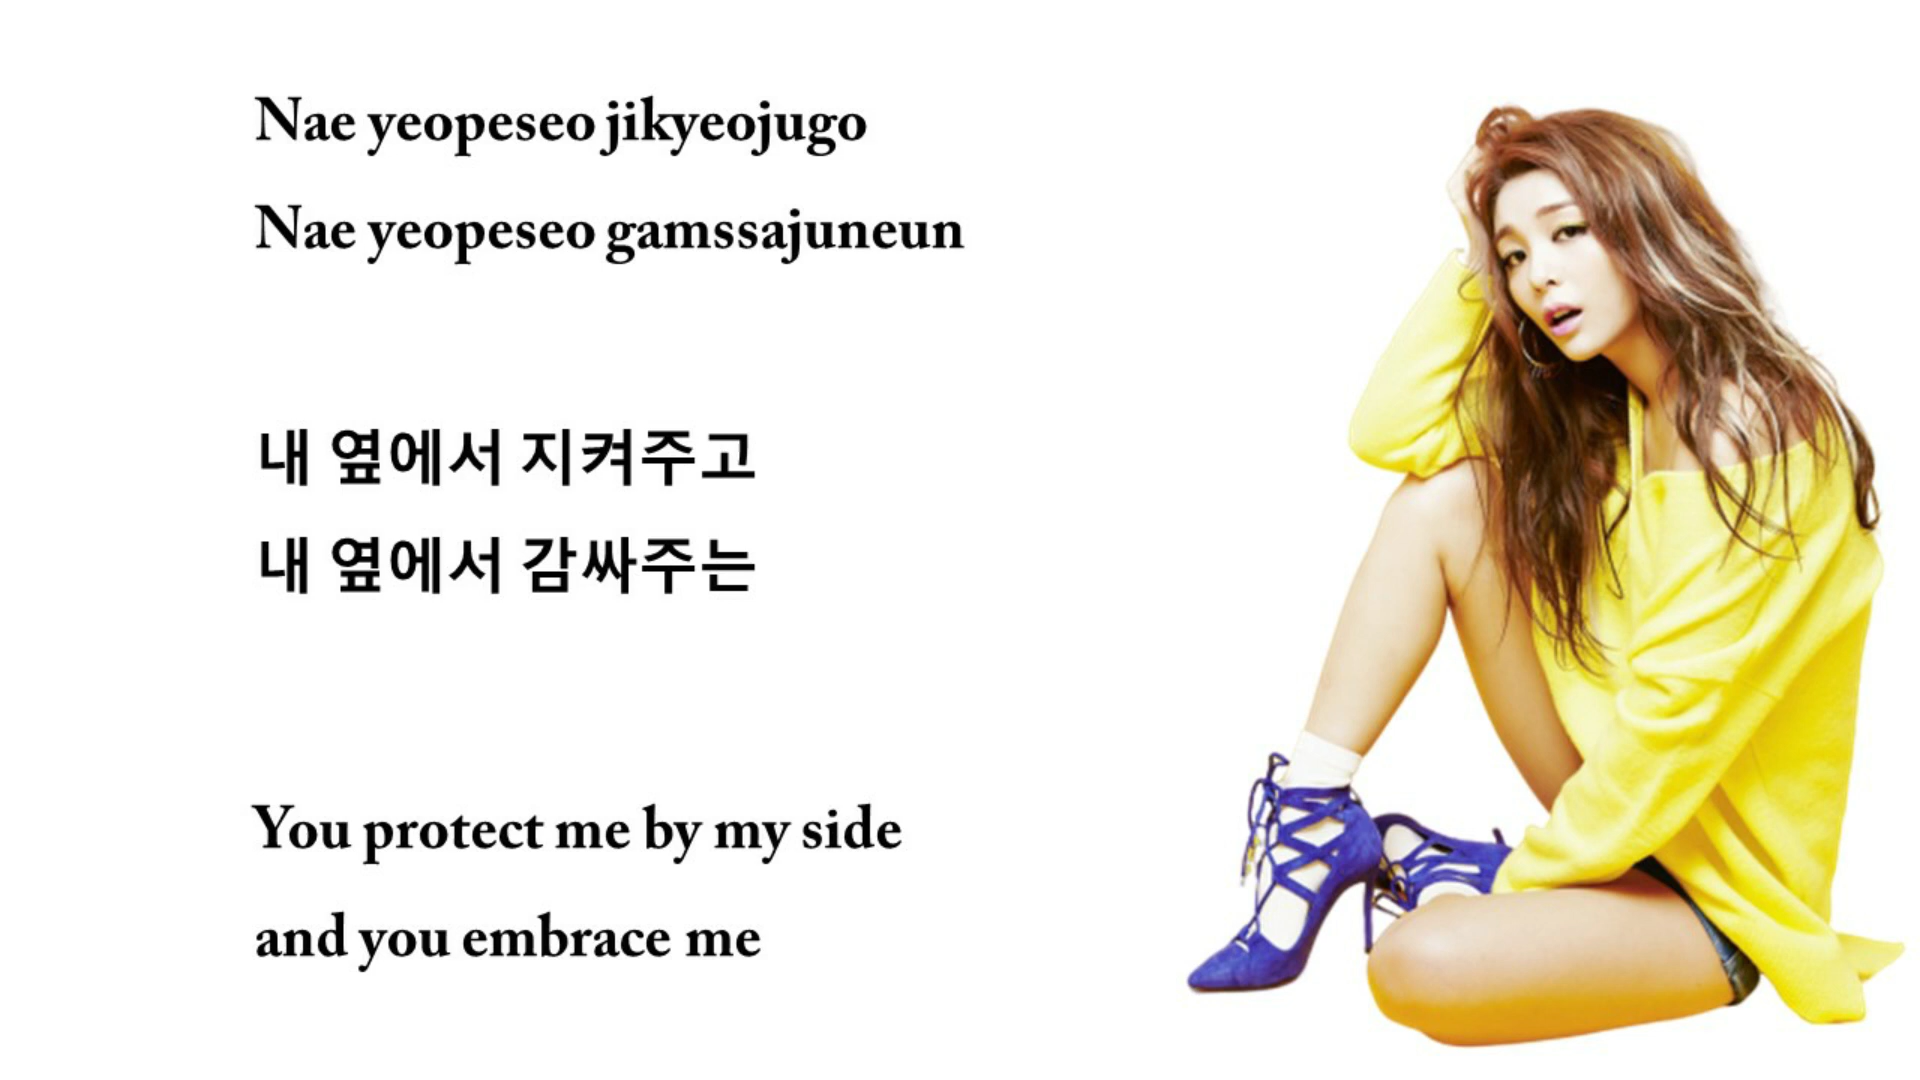 Nae yeopeseo jikyeojugo
Nae yeopeseo gamssajuneun
내 옆에서 지켜주고
내 옆에서 감싸주는
You protect me by my side
and you embrace me